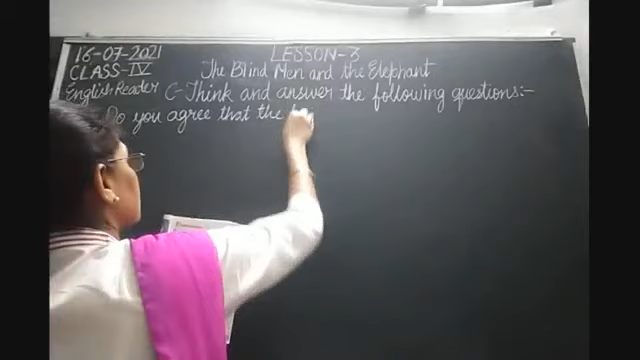 16-07-2021 LESSON-3
CLASS-IV The Blind Men and the Elephant
English Reader C-Think and answer the following questions:-
Do you agree that the